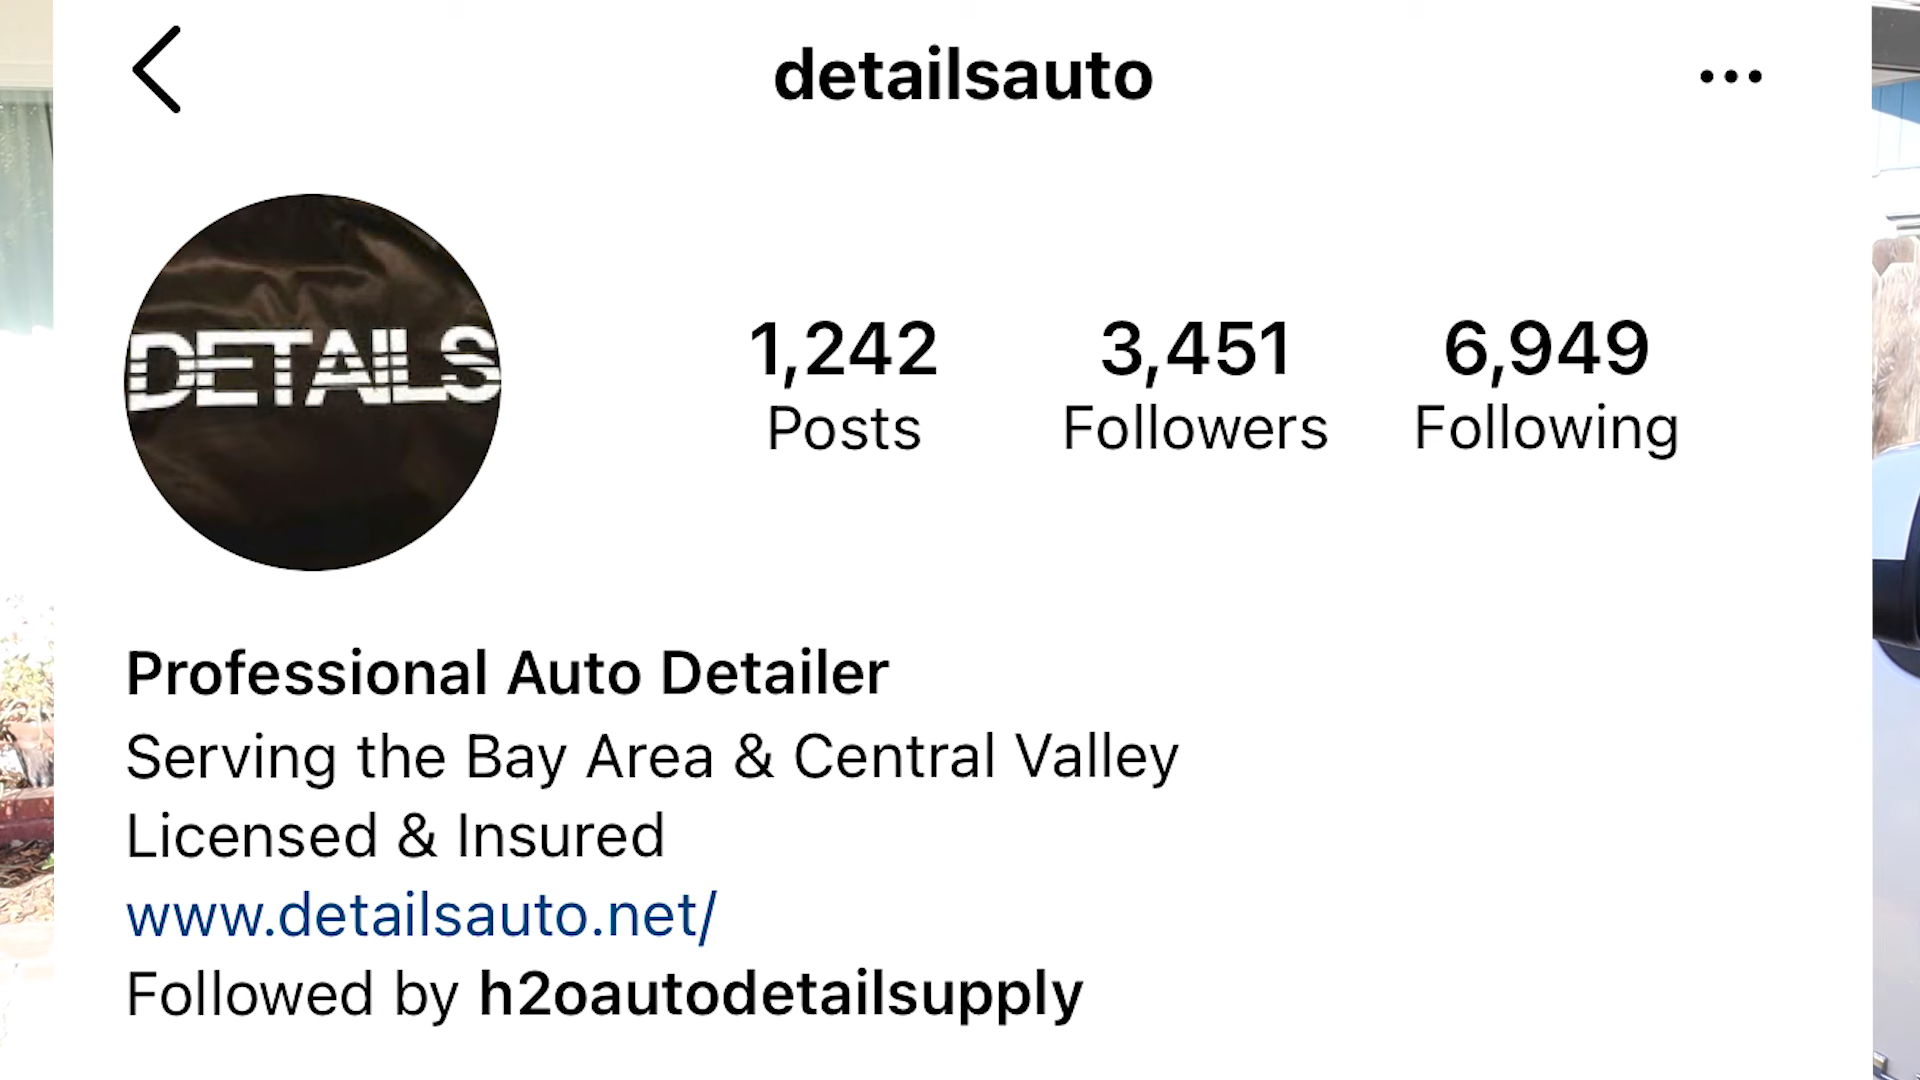 detailsauto
DETAILS
1,242 3,451 6,949
Posts Followers Following
Professional Auto Detailer
Serving the Bay Area & Central Valley
Licensed & Insured
www.detailsauto.net/
Followed by h2oautodetailsupply